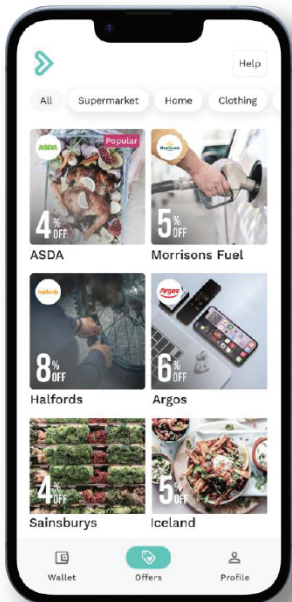 Help
All Supermarket Home Clothing
ASDA
Popular
4% OFF
ASDA
Morrisons
5% OFF
Morrisons Fuel
halfords
8% OFF
Halfords
Argos
6% OFF
Argos
4% OFF
Sainsburys
5% OFF
Iceland
Wallet Offers Profile